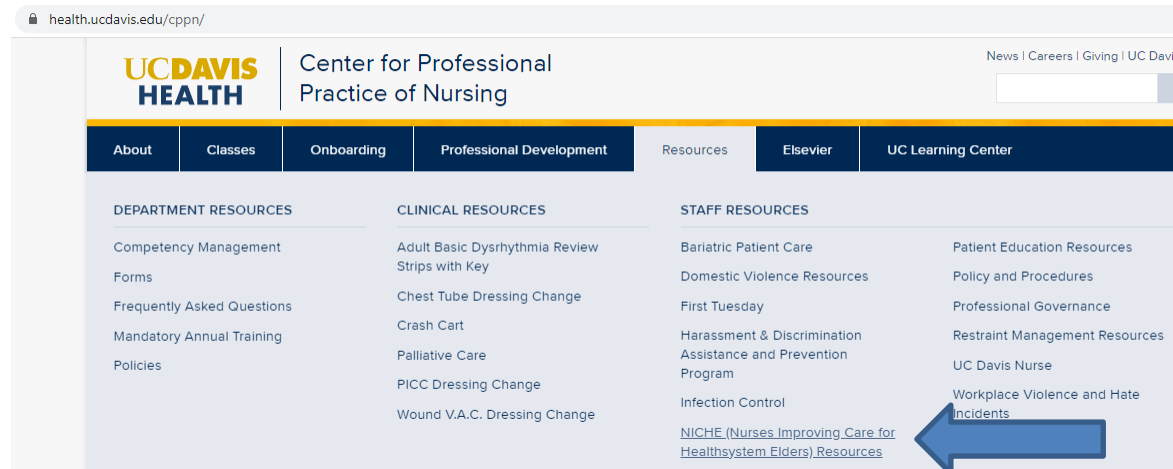 health.ucdavis.edu/cppn/
UCDAVIS
HEALTH
Center for Professional
Practice of Nursing
News | Careers | Giving | UC Davi
About
Classes
Onboarding
Professional Development
Resources
Elsevier
UC Learning Center
DEPARTMENT RESOURCES
Competency Management
Forms
Frequently Asked Questions
Mandatory Annual Training
Policies
CLINICAL RESOURCES
Adult Basic Dysrhythmia Review
Strips with Key
Chest Tube Dressing Change
Crash Cart
Palliative Care
PICC Dressing Change
Wound V.A.C. Dressing Change
STAFF RESOURCES
Bariatric Patient Care
Domestic Violence Resources
First Tuesday
Harassment & Discrimination
Assistance and Prevention
Program
Infection Control
NICHE (Nurses Improving Care for
Healthsystem Elders) Resources
Patient Education Resources
Policy and Procedures
Professional Governance
Restraint Management Resources
UC Davis Nurse
Workplace Violence and Hate
Incidents